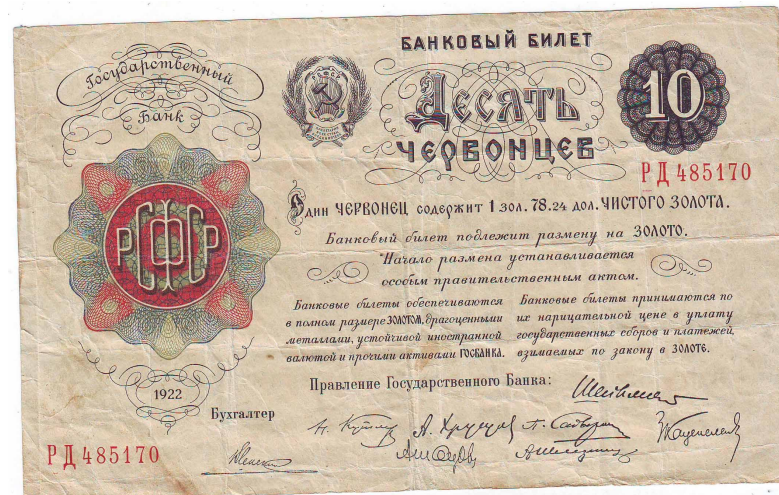 Государственный
Банк
РСФСР
1922
РД 485170
БАНКОВЫЙ БИЛЕТ
ДЕСЯТЬ
ЧЕРВОНЦЕВ
10
РД 485170
Один ЧЕРВОНЕЦ содержит 1 зол. 78.24 дол. ЧИСТОГО ЗОЛОТА.
Банковый билет подлежит размену на ЗОЛОТО.
Начало размена устанавливается
особым правительственным актом.
Банковые билеты обеспечиваются
в полном размере ЗОЛОТОМ, драгоценными
металлами, устойчивой иностранной
валютой и прочими активами ГОСБАНКА.
Банковые билеты принимаются по
их нарицательной цене в уплату
государственных сборов и платежей,
взимаемых по закону в ЗОЛОТЕ.
Правление Государственного Банка:
Бухгалтер